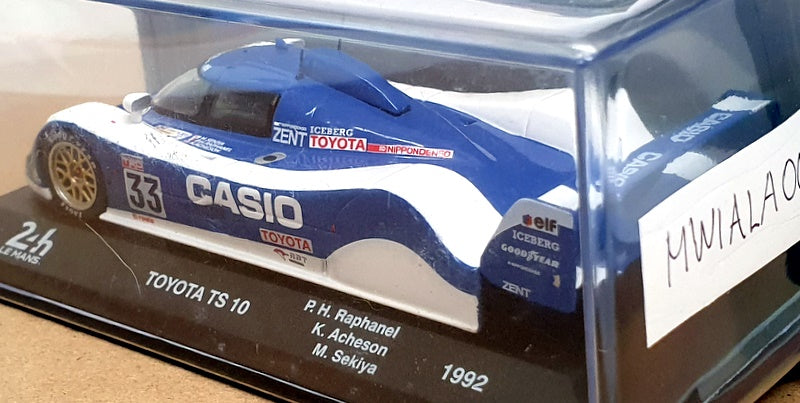 ZENT
ICEBERG
TOYOTA
NIPPONDENSO
33
CASIO
TOYOTA
elf
ICEBERG
GOODYEAR
ZENT
CASIO
MW1ALA00
24h
LE MANS
TOYOTA TS 10
P. H. Raphanel
K. Acheson
M. Sekiya
1992